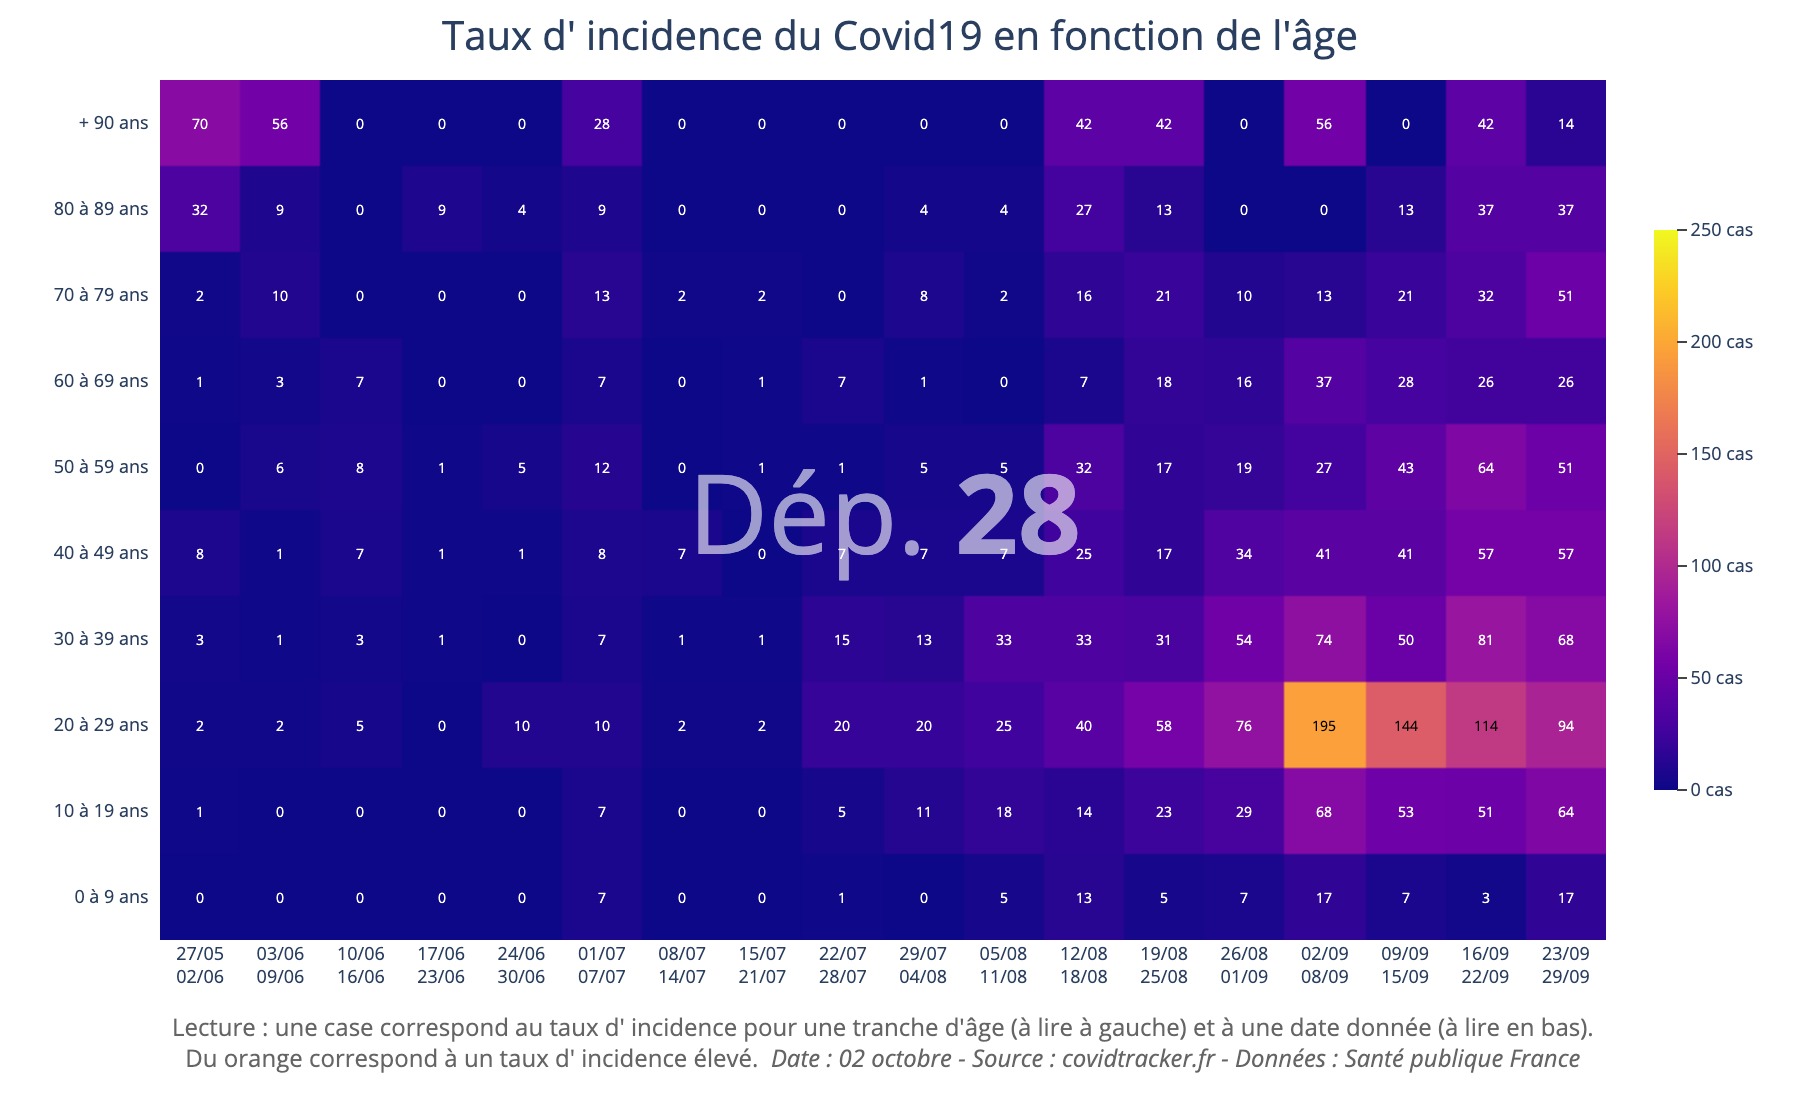 Taux d' incidence du Covid19 en fonction de l'âge
+ 90 ans 70 56 0 0 0 28 0 0 0 0 0 42 42 0 56 0 42 14
80 à 89 ans 32 9 0 9 4 9 0 0 0 4 4 27 13 0 0 13 37 37
70 à 79 ans 2 10 0 0 0 13 2 2 0 8 2 16 21 10 13 21 32 51
60 à 69 ans 1 3 7 0 0 7 0 1 7 1 0 7 18 16 37 28 26 26
50 à 59 ans 0 6 8 1 5 12 0 1 1 5 5 32 17 19 27 43 64 51
Dép. 28
40 à 49 ans 8 1 7 1 1 8 7 0 7 7 7 25 17 34 41 41 57 57
30 à 39 ans 3 1 3 1 0 7 1 1 15 13 33 33 31 54 74 50 81 68
20 à 29 ans 2 2 5 0 10 10 2 2 20 20 25 40 58 76 195 144 114 94
10 à 19 ans 1 0 0 0 0 7 0 0 5 11 18 14 23 29 68 53 51 64
0 à 9 ans 0 0 0 0 0 7 0 0 1 0 5 13 5 7 17 7 3 17
27/05 03/06 10/06 17/06 24/06 01/07 08/07 15/07 22/07 29/07 05/08 12/08 19/08 26/08 02/09 09/09 16/09 23/09
02/06 09/06 16/06 23/06 30/06 07/07 14/07 21/07 28/07 04/08 11/08 18/08 25/08 01/09 08/09 15/09 22/09 29/09
250 cas
200 cas
150 cas
100 cas
50 cas
0 cas
Lecture : une case correspond au taux d' incidence pour une tranche d'âge (à lire à gauche) et à une date donnée (à lire en bas).
Du orange correspond à un taux d' incidence élevé. Date : 02 octobre - Source : covidtracker.fr - Données : Santé publique France